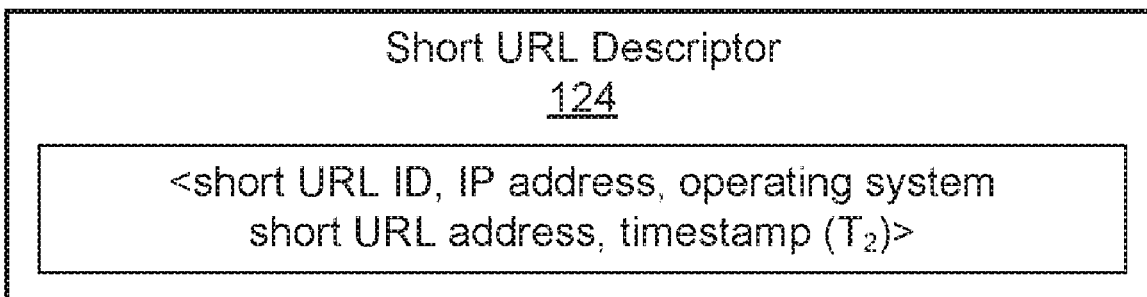 Short URL Descriptor
124
<short URL ID, IP address, operating system
short URL address, timestamp (T₂)>